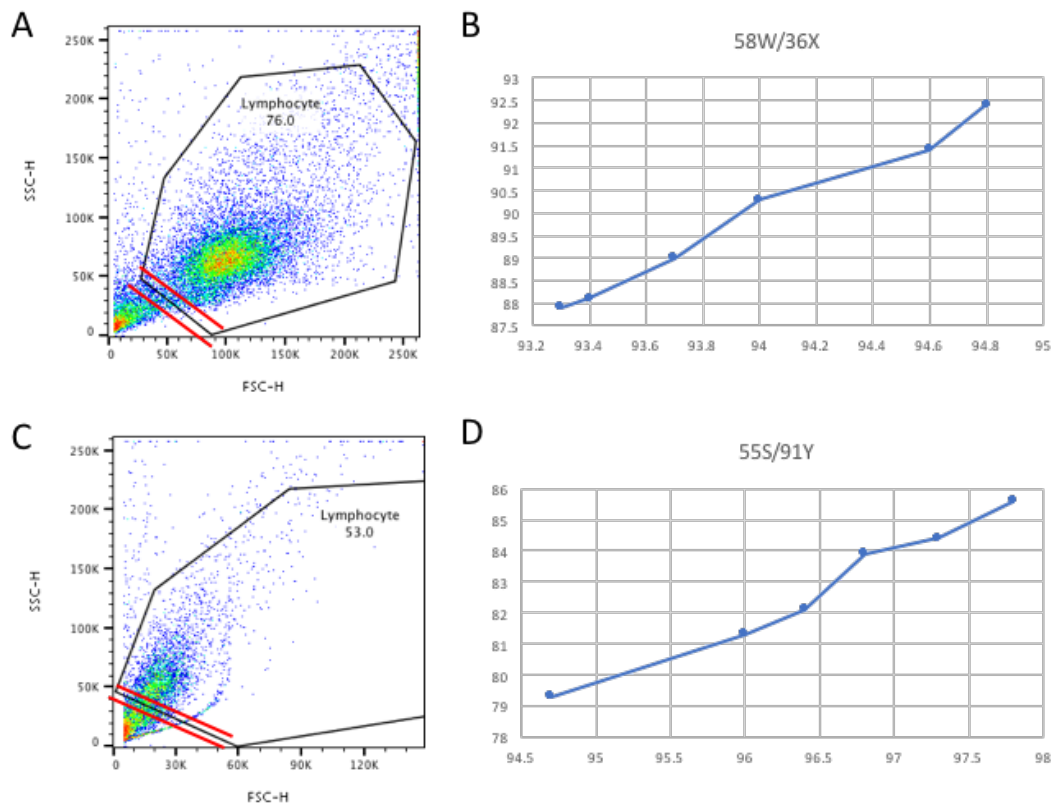 A
250K
200K
150K
100K
50K
0
SSC-H
Lymphocyte
76.0
0 50K 100K 150K 200K 250K
FSC-H
B
58W/36X
93
92.5
92
91.5
91
90.5
90
89.5
89
88.5
88
87.5
93.2 93.4 93.6 93.8 94 94.2 94.4 94.6 94.8 95
C
250K
200K
150K
100K
50K
0
SSC-H
Lymphocyte
53.0
0 30K 60K 90K 120K
FSC-H
D
55S/91Y
86
85
84
83
82
81
80
79
78
94.5 95 95.5 96 96.5 97 97.5 98